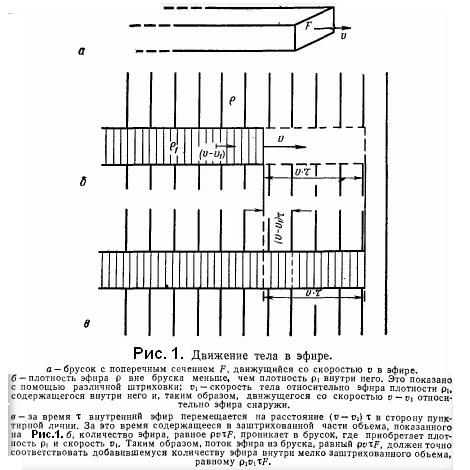 F
v
а
ρ
ρ₁
(v-v₁)
v
v·τ
б
(v-v₁)τ
v·τ
в
Рис. 1. Движение тела в эфире.
а — брусок с поперечным сечением F, движущийся со скоростью v в эфире.
б — плотность эфира ρ вне бруска меньше, чем плотность ρ₁ внутри него. Это показано
с помощью различной штриховки; v₁ — скорость тела относительно эфира плотности ρ₁,
содержащегося внутри него и, таким образом, движущегося со скоростью v — v₁ относи-
тельно эфира снаружи.
в — за время τ внутренний эфир перемещается на расстояние (v — v₁) τ в сторону пунк-
тирной линии. За это время содержащееся в заштрихованной части объема, показанного
на Рис.1. б, количество эфира, равное ρvτF, проникает в брусок, где приобретает плот-
ность ρ₁ и скорость v₁. Таким образом, поток эфира из бруска, равный ρvτF, должен точно
соответствовать добавившемуся количеству эфира внутри мелко заштрихованного объема,
равному ρ₁v₁τF.